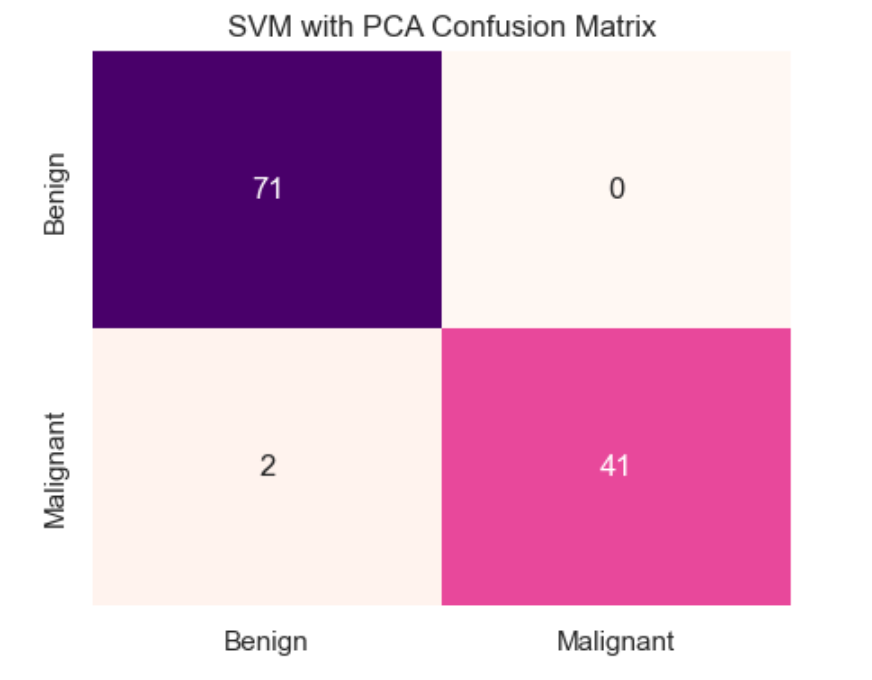 SVM with PCA Confusion Matrix
Benign
71
0
Malignant
2
41
Benign
Malignant